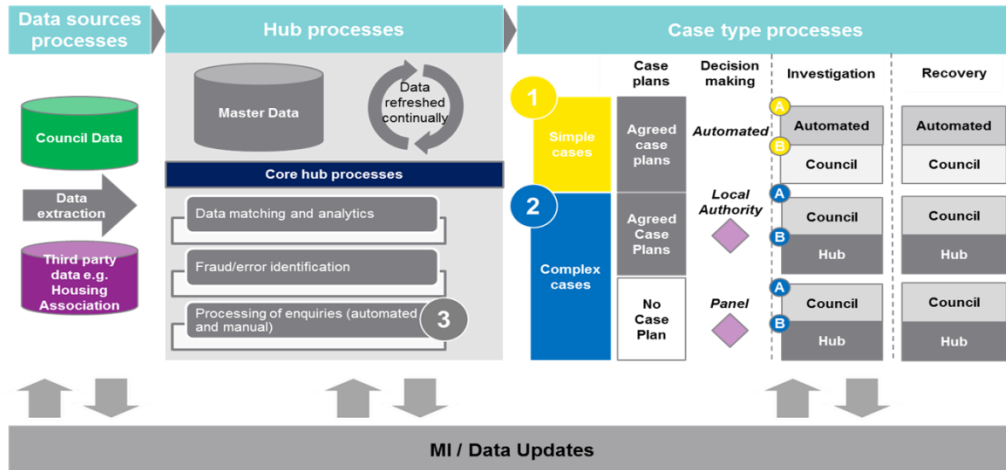 Data sources
processes
Hub processes
Case type processes
Council Data
Data
extraction
Third party
data e.g.
Housing
Association
Master Data
Data
refreshed
continually
Core hub processes
Data matching and analytics
Fraud/error identification
Processing of enquiries (automated
and manual)
3
Case
plans
Decision
making
Investigation
Recovery
1
Simple
cases
Agreed
case
plans
Automated
A
Automated
B
Council
Automated
Council
2
Complex
cases
Agreed
Case
Plans
Local
Authority
A
Council
B
Hub
Council
Hub
No
Case
Plan
Panel
A
Council
B
Hub
Council
Hub
MI / Data Updates